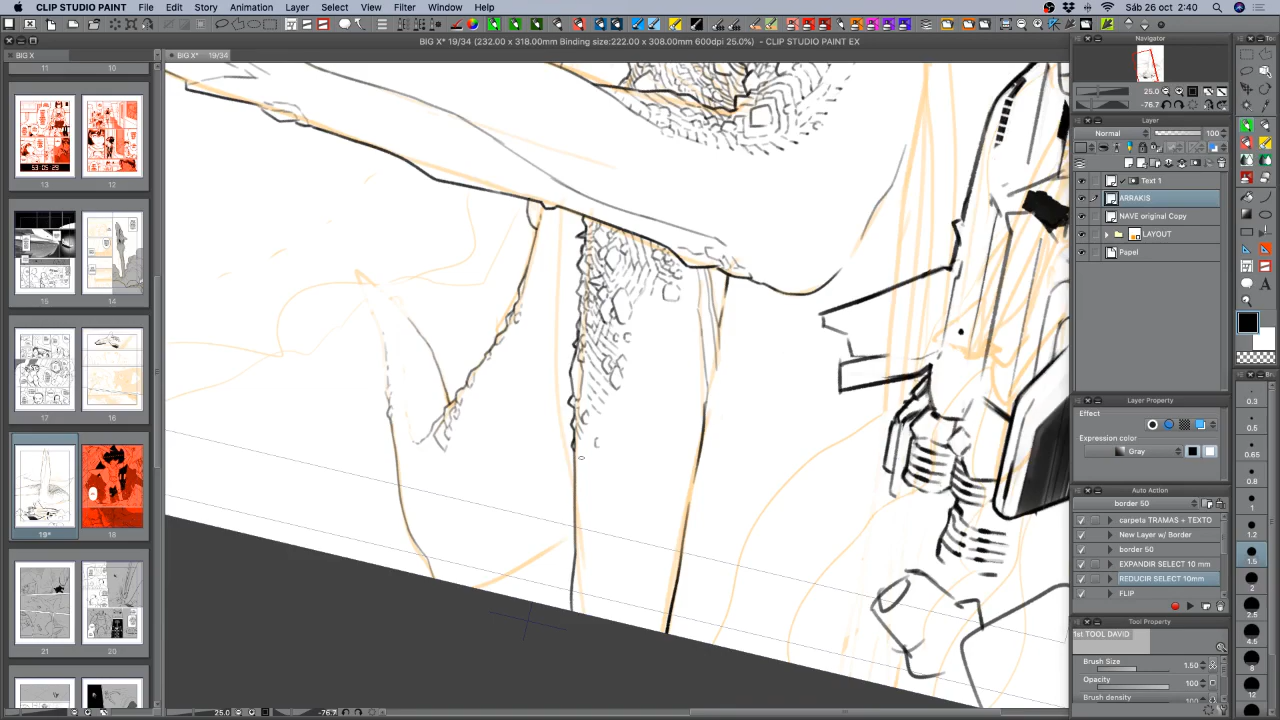 CLIP STUDIO PAINT File Edit Story Animation Layer Select View Filter Window Help Sáb 26 oct 2:40
BIG X* 19/34 (232.00 x 318.00mm Binding size:222.00 x 308.00mm 600dpi 25.0%) - CLIP STUDIO PAINT EX
BIG X
BIG X* 19/34
11 10
13 12
15 14
17 16
19* 18
21 20
Navigator
25.0
-76.7
Layer
Normal 100
Text 1
ARRAKIS
NAVE original Copy
LAYOUT
Papel
Layer Property
Effect
Expression color
Gray
Auto Action
border 50
carpeta TRAMAS + TEXTO
New Layer w/ Border
border 50
EXPANDIR SELECT 10 mm
REDUCIR SELECT 10mm
FLIP
Tool Property
1st.TOOL DAVID
Brush Size 1.50
Opacity 100
Brush density
To
Br
0.3
0.5
0.65
0.8
1
1.2
1.5
2
2.5
4.5
8
12
25.0 -76.7